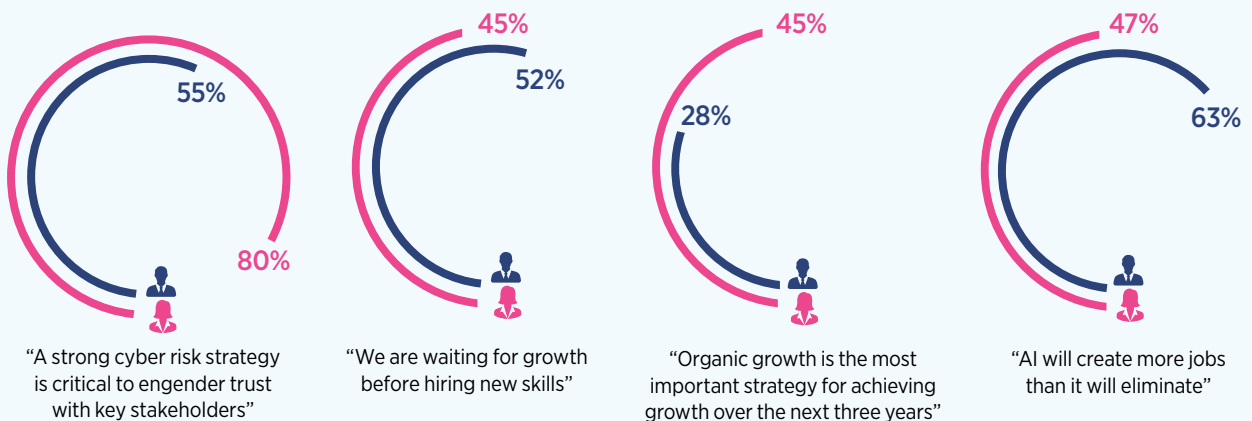 80%
55%
“A strong cyber risk strategy
is critical to engender trust
with key stakeholders”
45%
52%
“We are waiting for growth
before hiring new skills”
45%
28%
“Organic growth is the most
important strategy for achieving
growth over the next three years”
47%
63%
“AI will create more jobs
than it will eliminate”